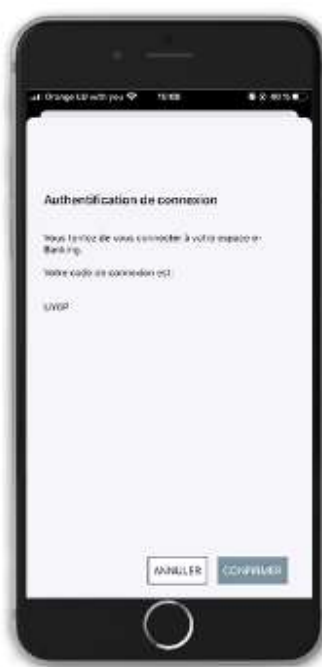 Authentification de connexion
Vous tentez de vous connecter à votre espace e-
Banking.
Votre code de connexion est:
ANNULER CONFIRMER